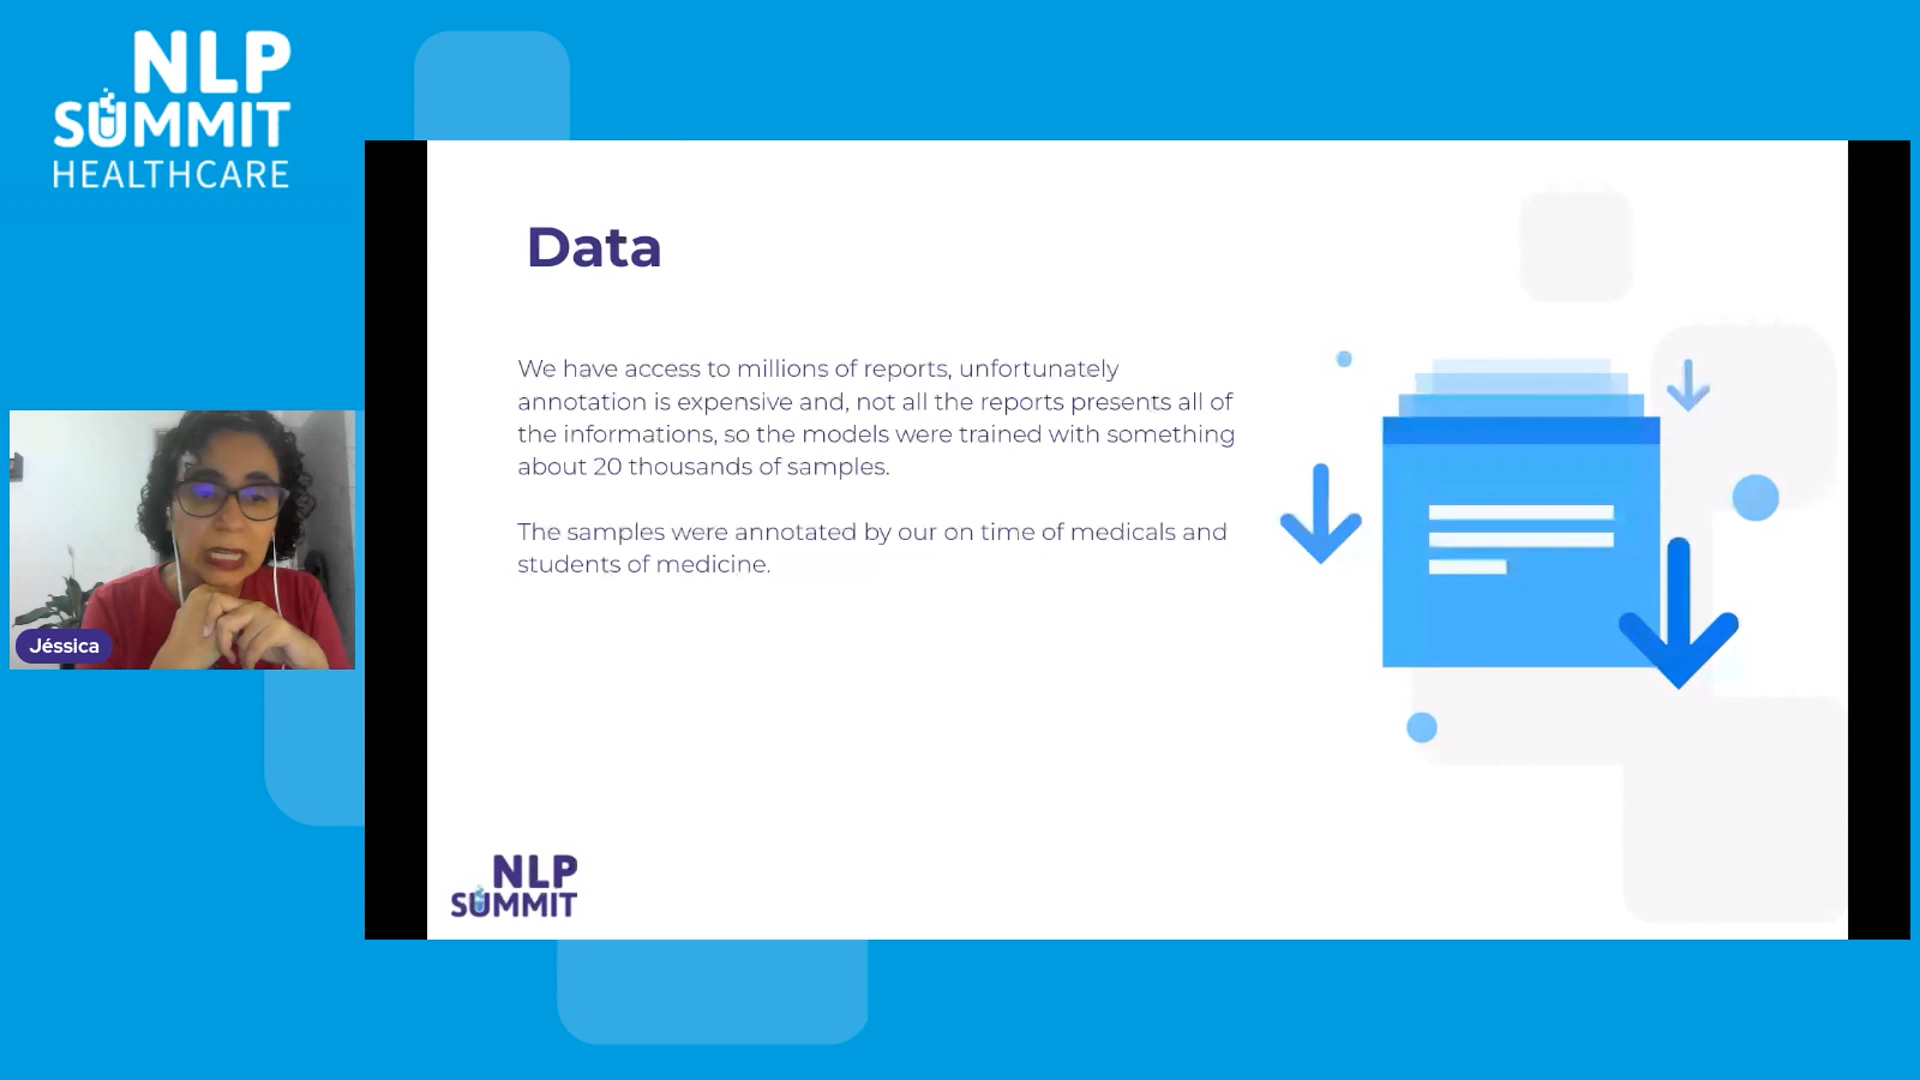 NLP
SUMMIT
HEALTHCARE
Data
We have access to millions of reports, unfortunately
annotation is expensive and, not all the reports presents all of
the informations, so the models were trained with something
about 20 thousands of samples.
The samples were annotated by our on time of medicals and
students of medicine.
Jéssica
NLP
SUMMIT